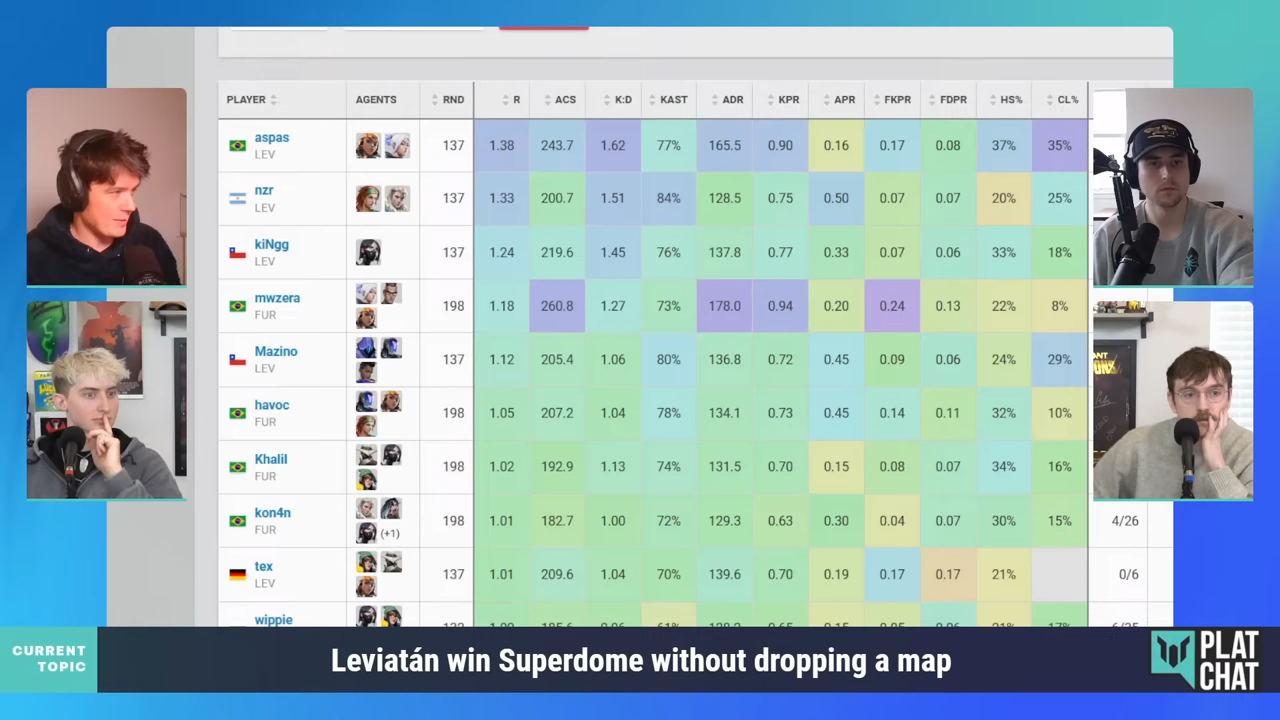 PLAYER AGENTS RND R ACS K:D KAST ADR KPR APR FKPR FDPR HS% CL%
aspas
LEV
137 1.38 243.7 1.62 77% 165.5 0.90 0.16 0.17 0.08 37% 35%
nzr
LEV
137 1.33 200.7 1.51 84% 128.5 0.75 0.50 0.07 0.07 20% 25%
kiNgg
LEV
137 1.24 219.6 1.45 76% 137.8 0.77 0.33 0.07 0.06 33% 18%
mwzera
FUR
198 1.18 260.8 1.27 73% 178.0 0.94 0.20 0.24 0.13 22% 8%
Mazino
LEV
137 1.12 205.4 1.06 80% 136.8 0.72 0.45 0.09 0.06 24% 29%
havoc
FUR
198 1.05 207.2 1.04 78% 134.1 0.73 0.45 0.14 0.11 32% 10%
Khalil
FUR
198 1.02 192.9 1.13 74% 131.5 0.70 0.15 0.08 0.07 34% 16%
kon4n
FUR
(+1) 198 1.01 182.7 1.00 72% 129.3 0.63 0.30 0.04 0.07 30% 15% 4/26
tex
LEV
137 1.01 209.6 1.04 70% 139.6 0.70 0.19 0.17 0.17 21% 0/6
wippie
CURRENT
TOPIC
Leviatán win Superdome without dropping a map
PLAT
CHAT